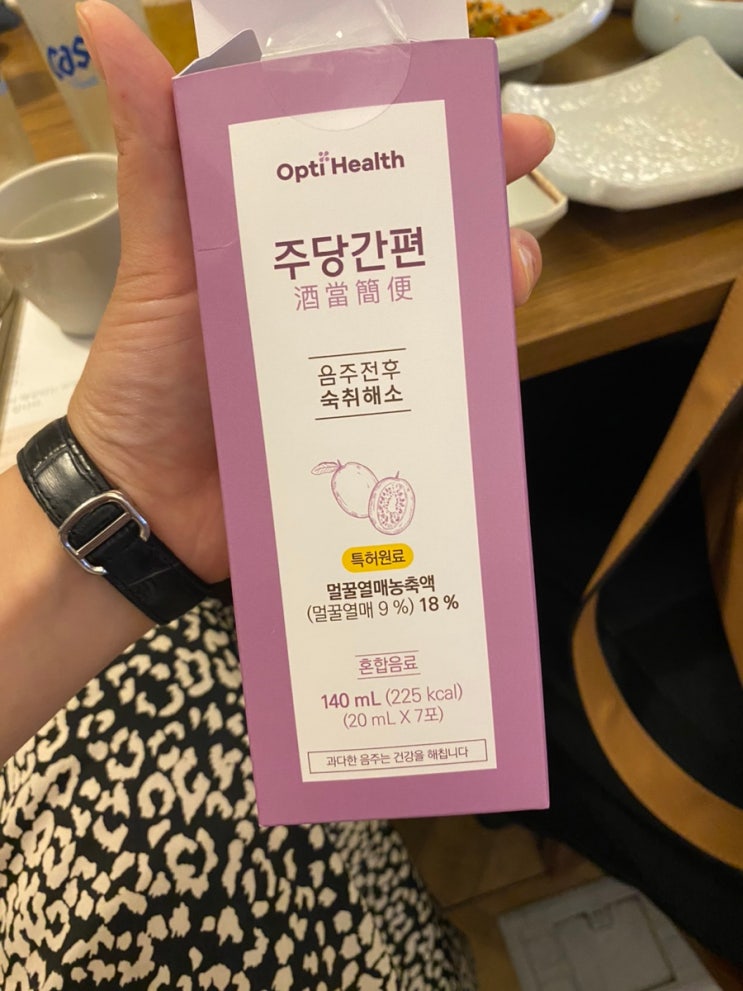 cas
Opti Health
주당간편
酒當簡便
음주전후
숙취해소
특허원료
멀꿀열매농축액
(멀꿀열매 9 %) 18 %
혼합음료
140 mL (225 kcal)
(20 mL X 7포)
과다한 음주는 건강을 해칩니다